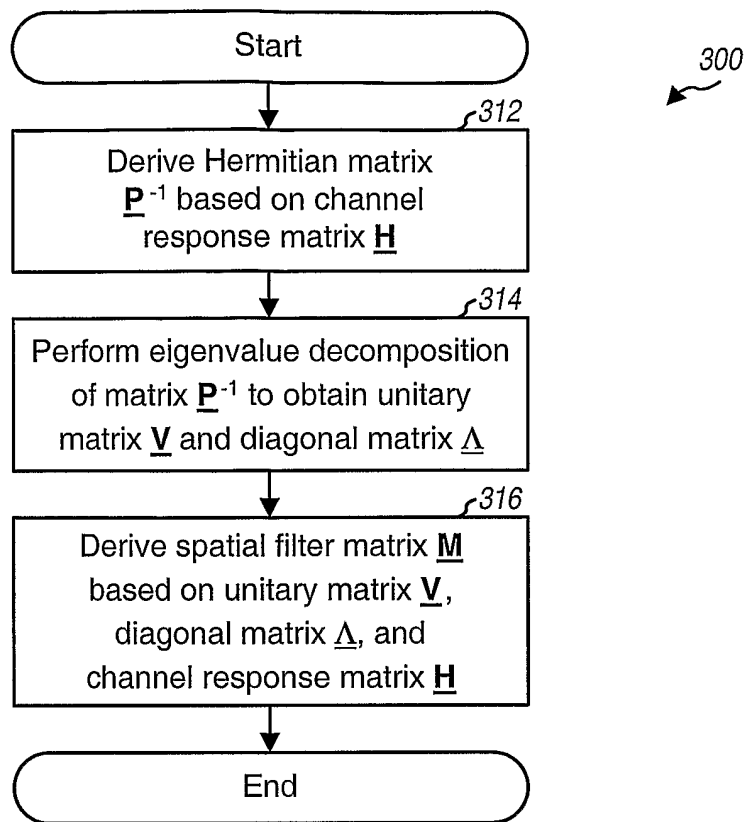 Start
300
312
Derive Hermitian matrix
P⁻¹ based on channel
response matrix H
314
Perform eigenvalue decomposition
of matrix P⁻¹ to obtain unitary
matrix V and diagonal matrix Λ
316
Derive spatial filter matrix M
based on unitary matrix V,
diagonal matrix Λ, and
channel response matrix H
End